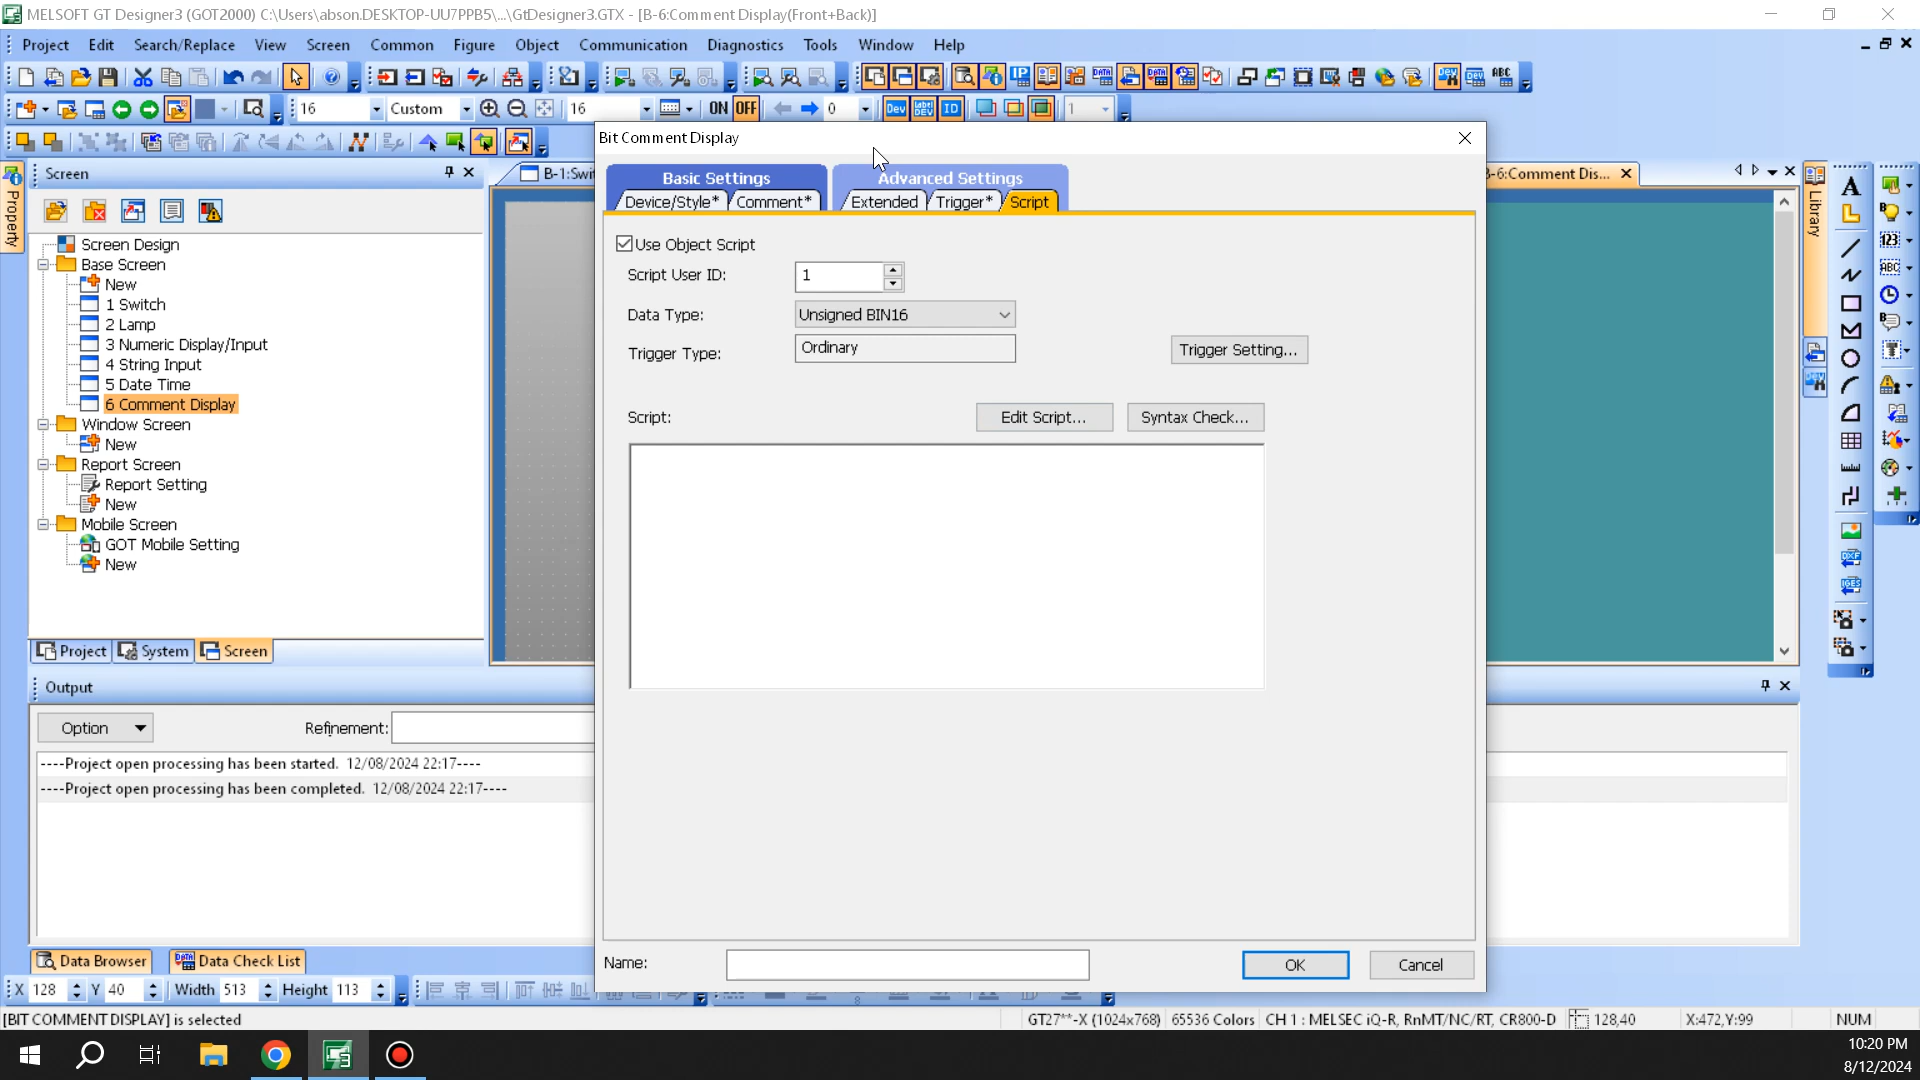 MELSOFT GT Designer3 (GOT2000) C:\Users\abson.DESKTOP-UU7PPB5\...\GtDesigner3.GTX - [B-6:Comment Display(Front+Back)]
Project Edit Search/Replace View Screen Common Figure Object Communication Diagnostics Tools Window Help
16 Custom 16 ON OFF 0 Dev ID 1
Bit Comment Display
Screen
B-1:Swit
B-6:Comment Dis...
Property
Library
Basic Settings
Advanced Settings
Device/Style* Comment* Extended Trigger* Script
Screen Design
Base Screen
New
1 Switch
2 Lamp
3 Numeric Display/Input
4 String Input
5 Date Time
6 Comment Display
Window Screen
New
Report Screen
Report Setting
New
Mobile Screen
GOT Mobile Setting
New
Project System Screen
Use Object Script
Script User ID: 1
Data Type: Unsigned BIN16
Trigger Type: Ordinary Trigger Setting...
Script: Edit Script... Syntax Check...
Output
Option Refinement:
----Project open processing has been started. 12/08/2024 22:17----
----Project open processing has been completed. 12/08/2024 22:17----
Name: OK Cancel
Data Browser Data Check List
X 128 Y 40 Width 513 Height 113
[BIT COMMENT DISPLAY] is selected GT27**-X (1024x768) 65536 Colors CH 1 : MELSEC iQ-R, RnMT/NC/RT, CR800-D 128,40 X:472,Y:99 NUM
10:20 PM
8/12/2024